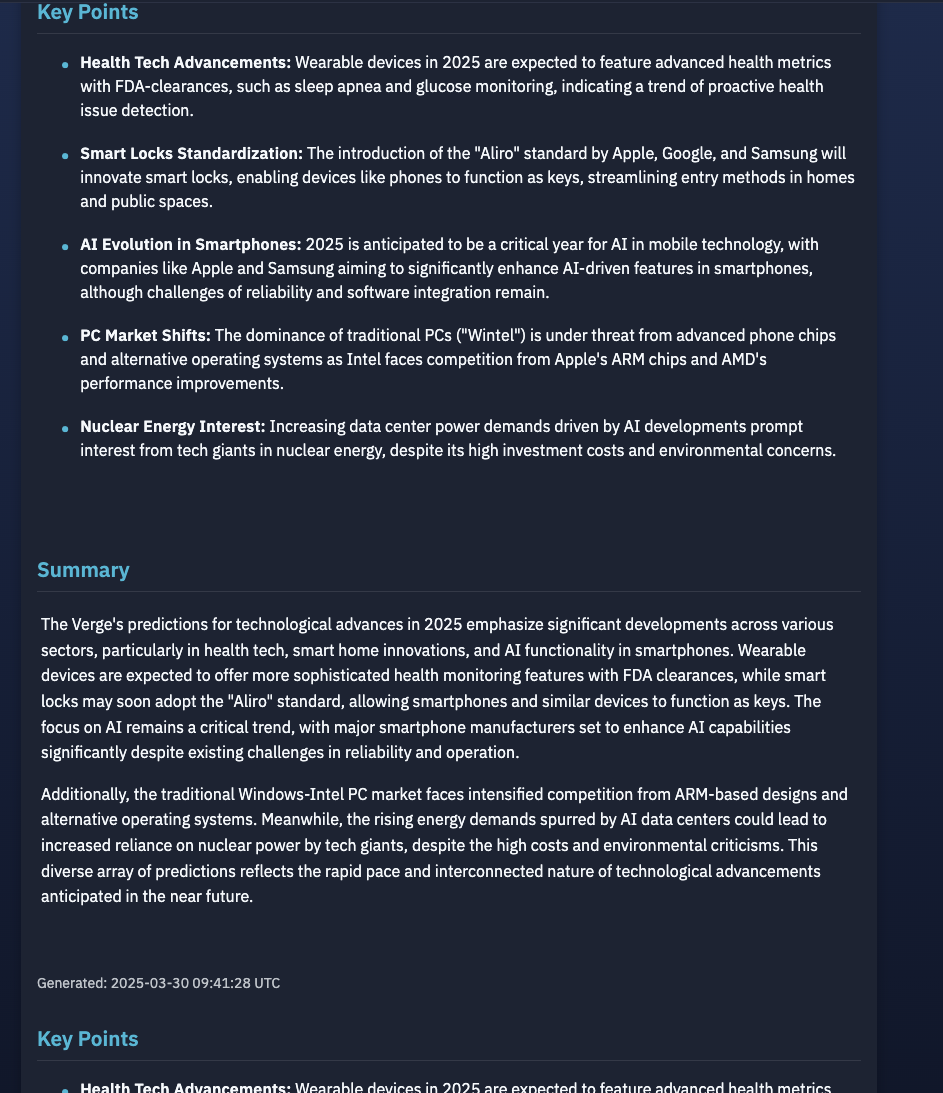 Key Points
Health Tech Advancements: Wearable devices in 2025 are expected to feature advanced health metrics
with FDA-clearances, such as sleep apnea and glucose monitoring, indicating a trend of proactive health
issue detection.
Smart Locks Standardization: The introduction of the "Aliro" standard by Apple, Google, and Samsung will
innovate smart locks, enabling devices like phones to function as keys, streamlining entry methods in homes
and public spaces.
AI Evolution in Smartphones: 2025 is anticipated to be a critical year for AI in mobile technology, with
companies like Apple and Samsung aiming to significantly enhance AI-driven features in smartphones,
although challenges of reliability and software integration remain.
PC Market Shifts: The dominance of traditional PCs ("Wintel") is under threat from advanced phone chips
and alternative operating systems as Intel faces competition from Apple's ARM chips and AMD's
performance improvements.
Nuclear Energy Interest: Increasing data center power demands driven by AI developments prompt
interest from tech giants in nuclear energy, despite its high investment costs and environmental concerns.
Summary
The Verge's predictions for technological advances in 2025 emphasize significant developments across various
sectors, particularly in health tech, smart home innovations, and AI functionality in smartphones. Wearable
devices are expected to offer more sophisticated health monitoring features with FDA clearances, while smart
locks may soon adopt the "Aliro" standard, allowing smartphones and similar devices to function as keys. The
focus on AI remains a critical trend, with major smartphone manufacturers set to enhance AI capabilities
significantly despite existing challenges in reliability and operation.
Additionally, the traditional Windows-Intel PC market faces intensified competition from ARM-based designs and
alternative operating systems. Meanwhile, the rising energy demands spurred by AI data centers could lead to
increased reliance on nuclear power by tech giants, despite the high costs and environmental criticisms. This
diverse array of predictions reflects the rapid pace and interconnected nature of technological advancements
anticipated in the near future.
Generated: 2025-03-30 09:41:28 UTC
Key Points
Health Tech Advancements: Wearable devices in 2025 are expected to feature advanced health metrics